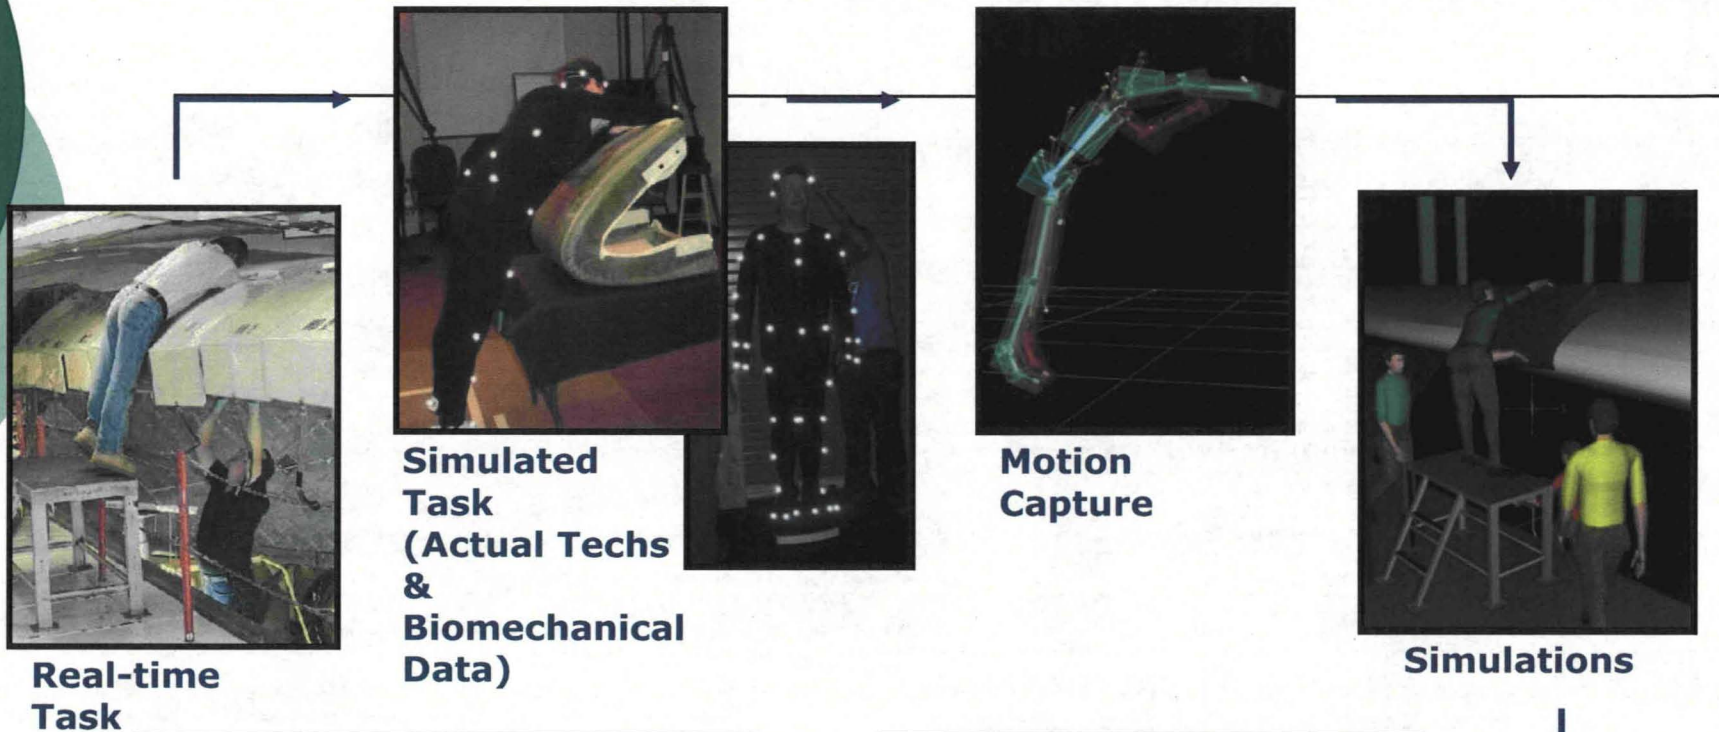 Real-time
Task
Simulated
Task
(Actual Techs
&
Biomechanical
Data)
Motion
Capture
Simulations